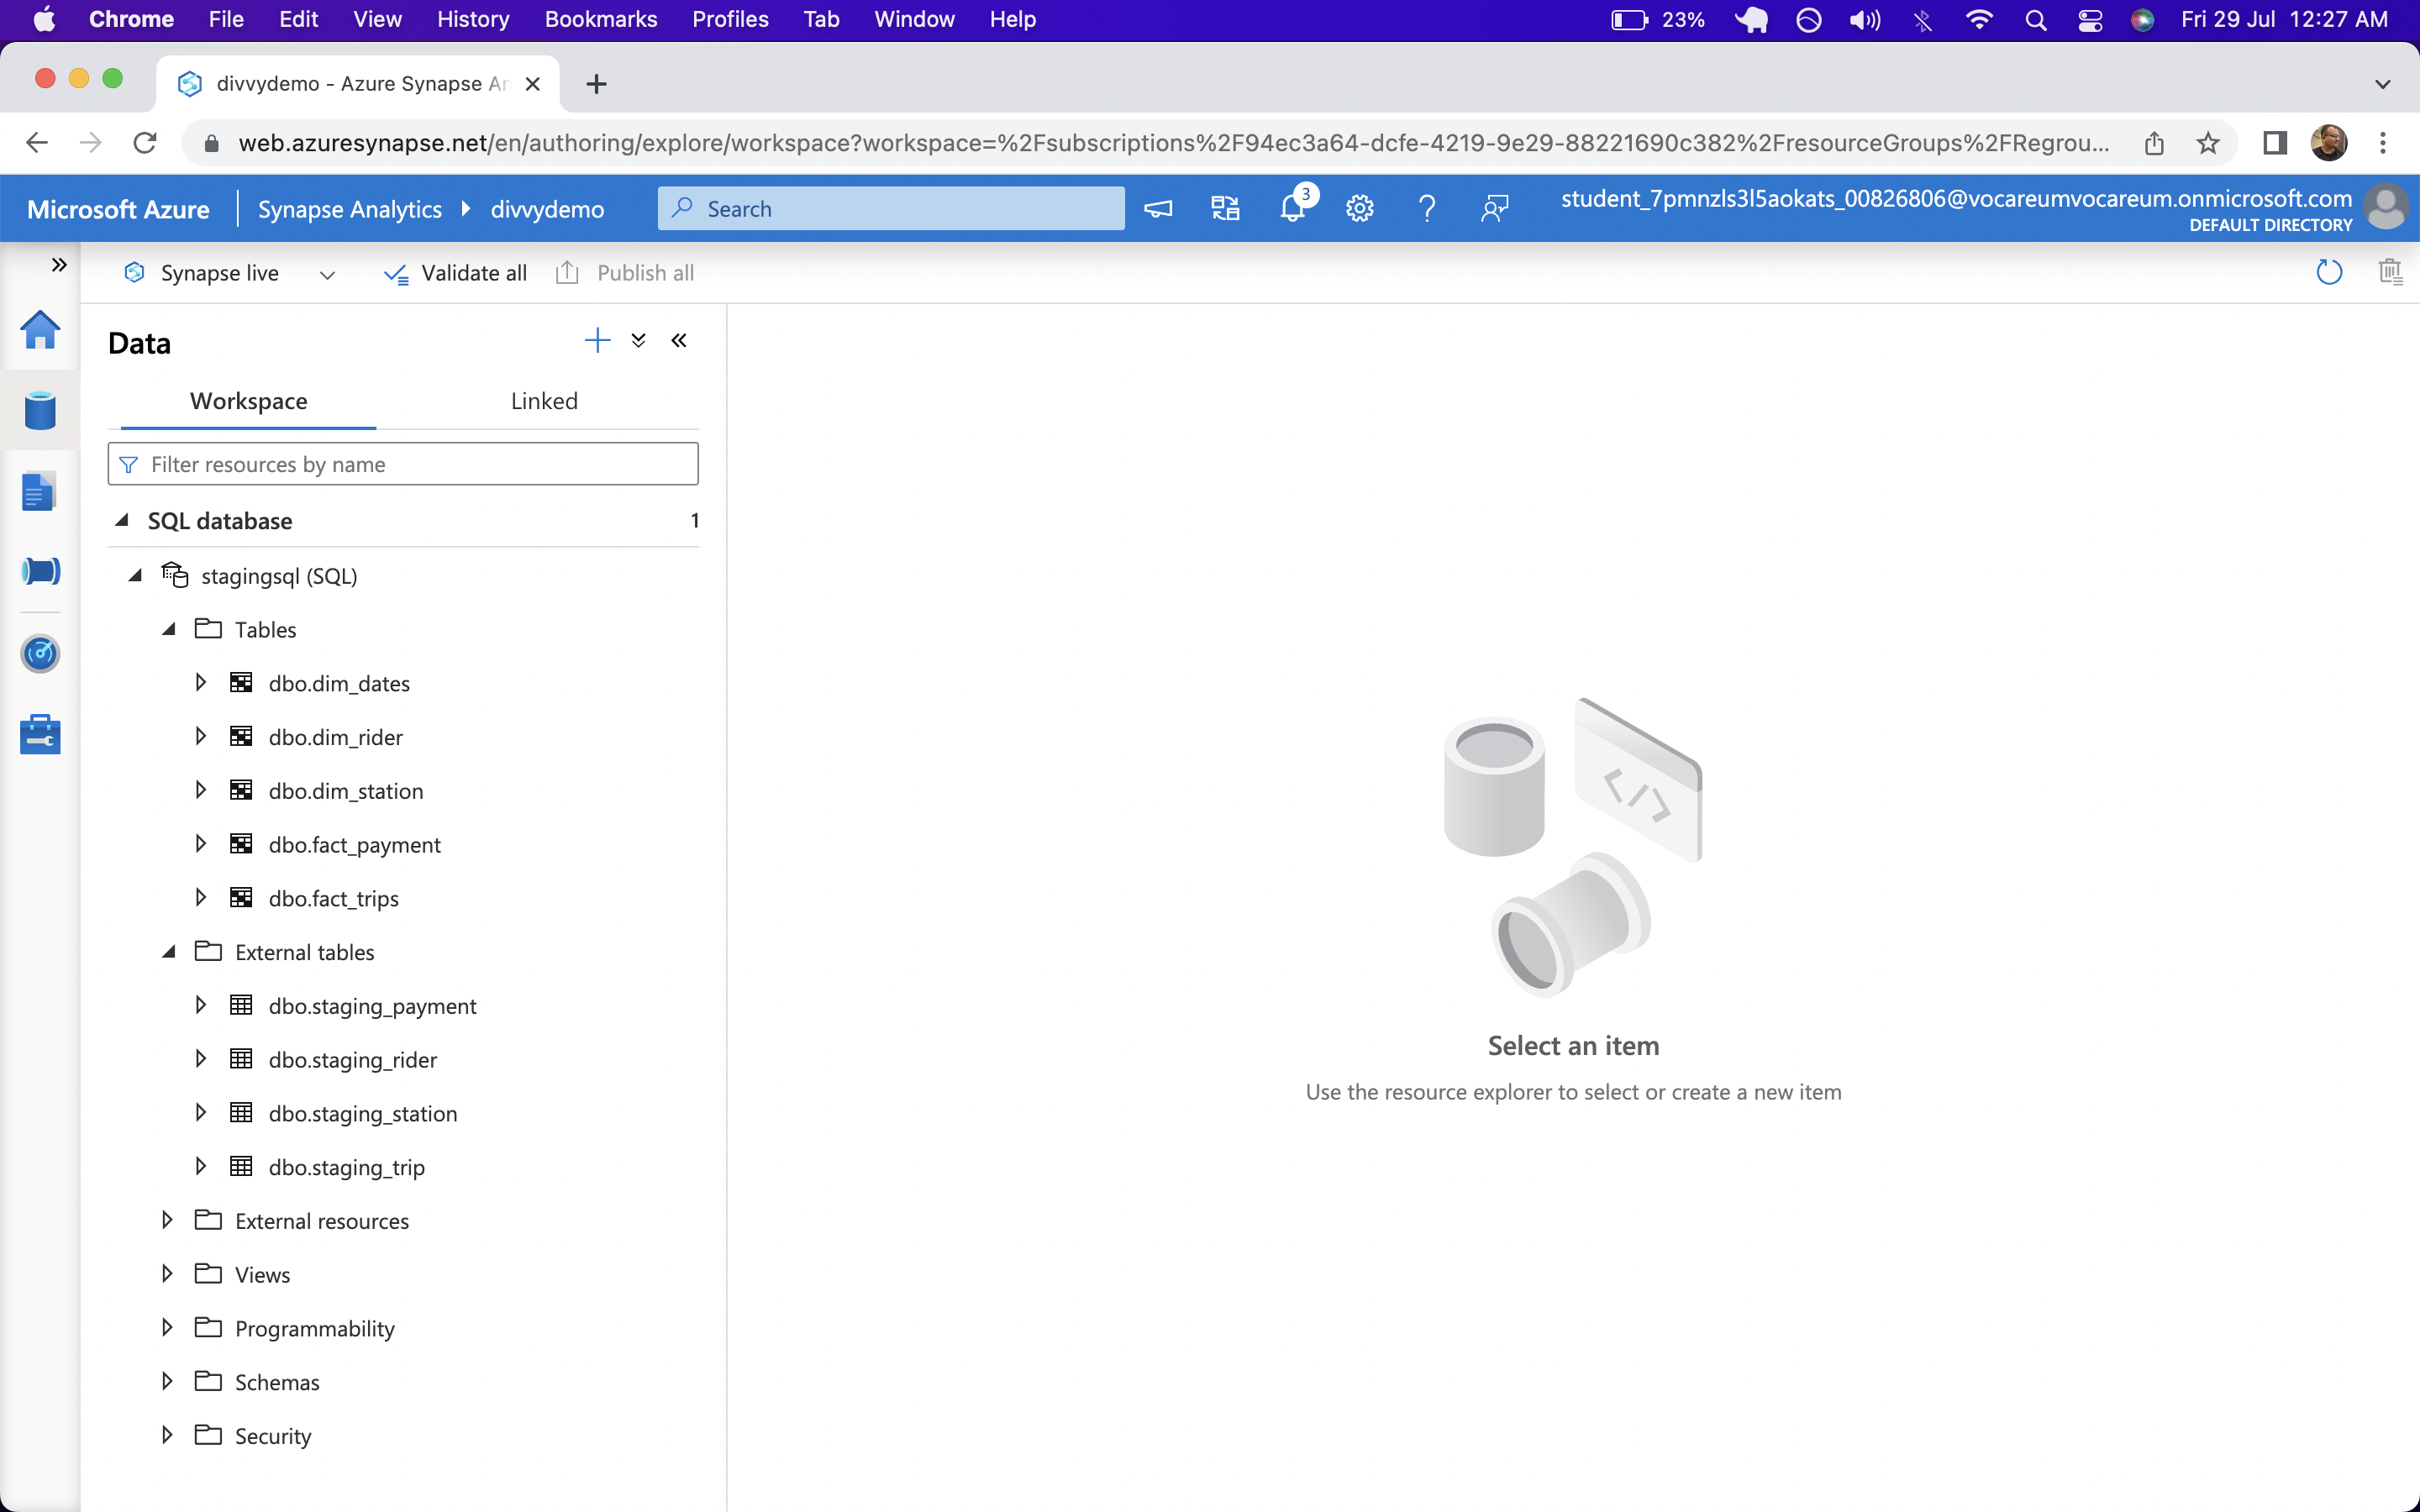 Chrome File Edit View History Bookmarks Profiles Tab Window Help 23% Fri 29 Jul 12:27 AM
divvydemo - Azure Synapse An
web.azuresynapse.net/en/authoring/explore/workspace?workspace=%2Fsubscriptions%2F94ec3a64-dcfe-4219-9e29-88221690c382%2FresourceGroups%2FRegrou...
Microsoft Azure Synapse Analytics divvydemo Search 3 student_7pmnzls3l5aokats_00826806@vocareumvocareum.onmicrosoft.com
DEFAULT DIRECTORY
Synapse live Validate all Publish all
Data
Workspace Linked
Filter resources by name
SQL database 1
stagingsql (SQL)
Tables
dbo.dim_dates
dbo.dim_rider
dbo.dim_station
dbo.fact_payment
dbo.fact_trips
External tables
dbo.staging_payment
dbo.staging_rider
dbo.staging_station
dbo.staging_trip
External resources
Views
Programmability
Schemas
Security
Select an item
Use the resource explorer to select or create a new item